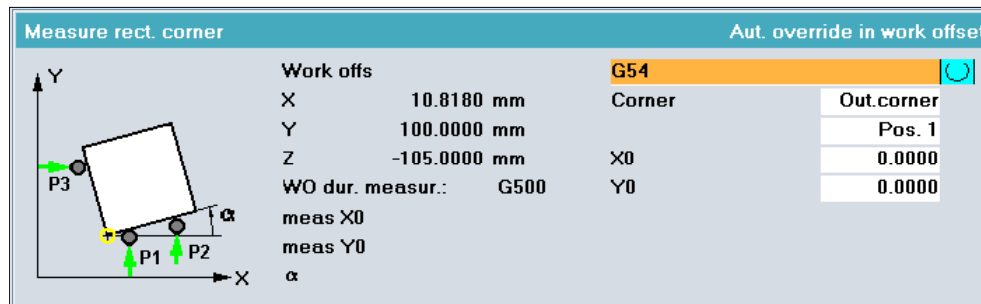 Measure rect. corner Aut. override in work offset
Y
Work offs G54
X 10.8180 mm Corner Out.corner
Y 100.0000 mm Pos. 1
Z -105.0000 mm X0 0.0000
P3
WO dur. measur.: G500 Y0 0.0000
α
meas X0
P1 P2
meas Y0
X
α